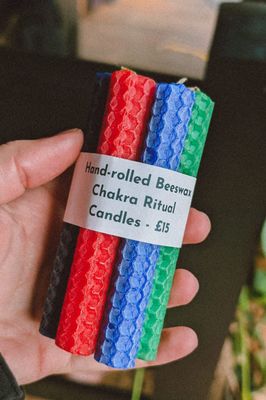 Hand-rolled Beeswax
Chakra Ritual
Candles - £15